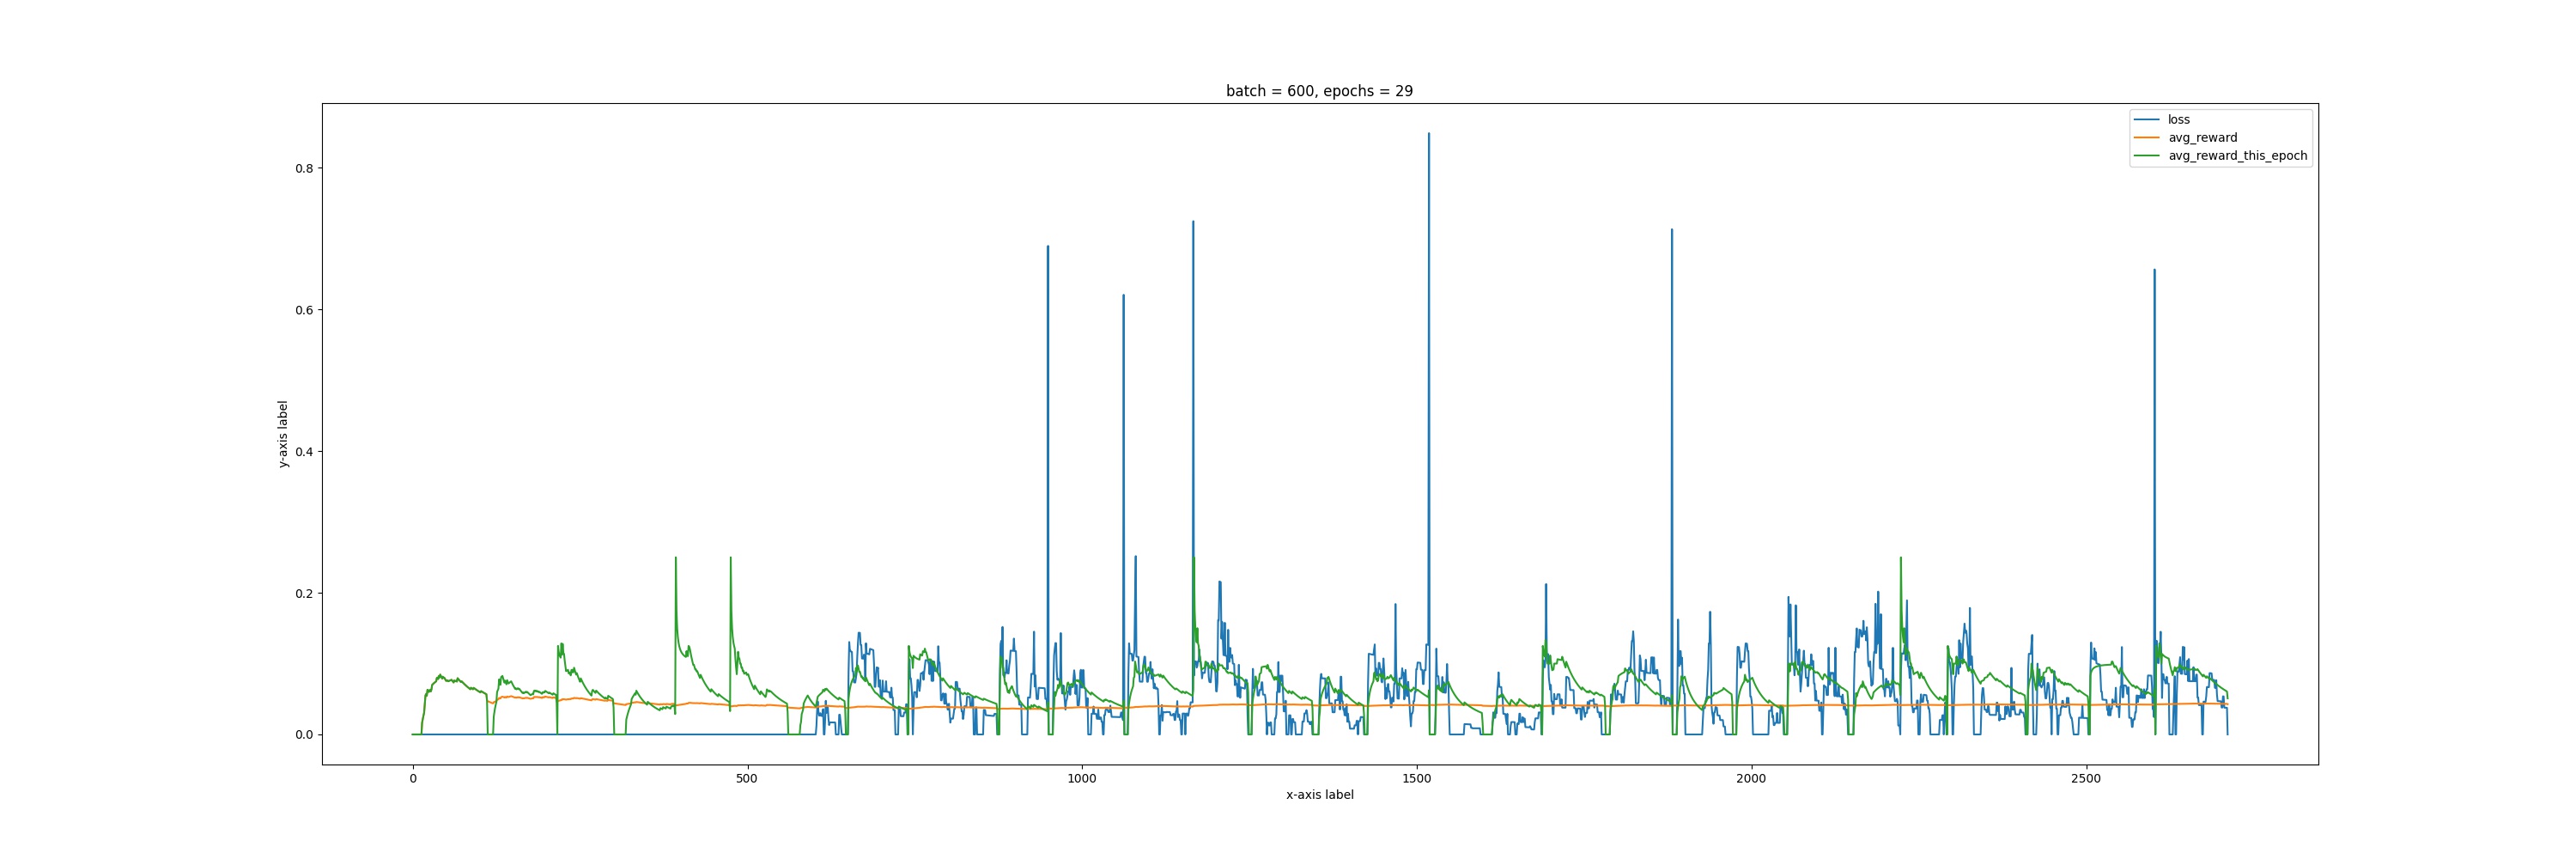 batch = 600, epochs = 29
loss
avg_reward
avg_reward_this_epoch
0.8
0.6
0.4
0.2
0.0
y-axis label
0
500
1000
1500
2000
2500
x-axis label